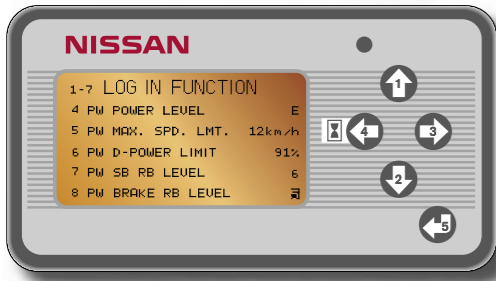 NISSAN
1-7 LOG IN FUNCTION
4 PW POWER LEVEL E
5 PW MAX. SPD. LMT. 12km/h
6 PW D-POWER LIMIT 91%
7 PW SB RB LEVEL 6
8 PW BRAKE RB LEVEL
1
4
3
2
5